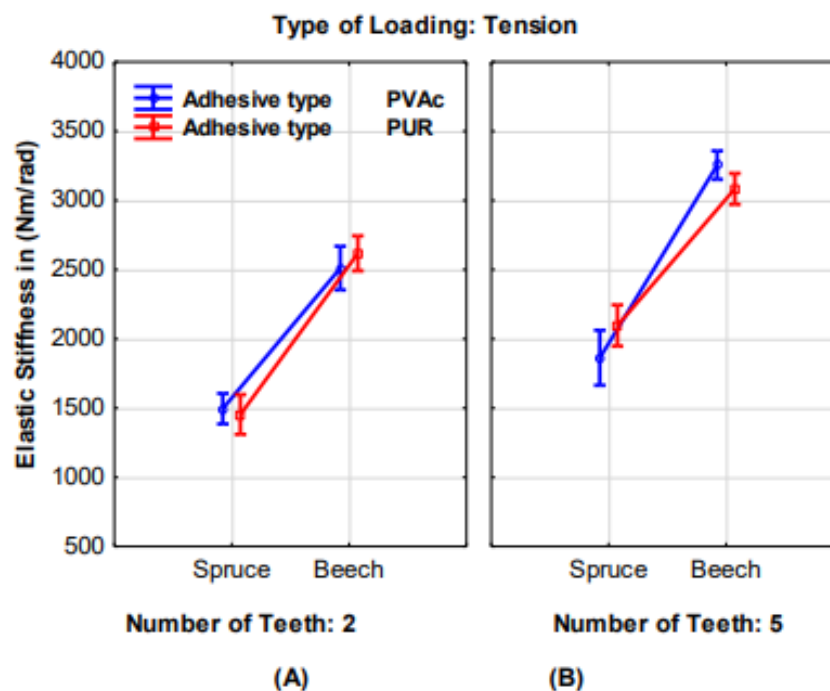 Type of Loading: Tension
4000
3500
3000
2500
2000
1500
1000
500
Elastic Stiffness in (Nm/rad)
Adhesive type PVAc
Adhesive type PUR
Spruce Beech
Spruce Beech
Number of Teeth: 2
Number of Teeth: 5
(A)
(B)